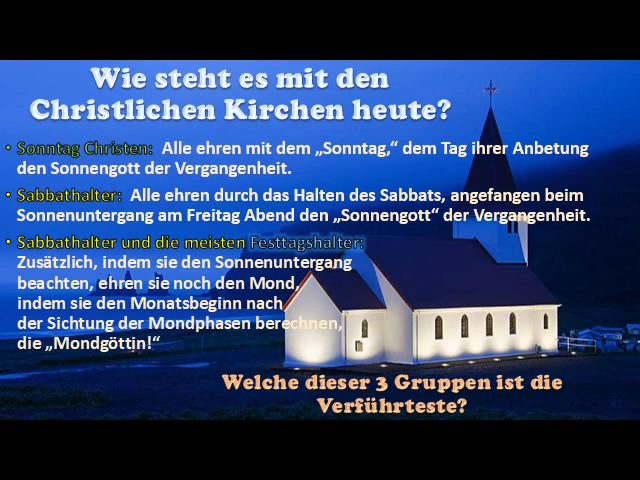 Wie steht es mit den
Christlichen Kirchen heute?
• Sonntag Christen: Alle ehren mit dem „Sonntag,“ dem Tag ihrer Anbetung
den Sonnengott der Vergangenheit.
• Sabbathalter: Alle ehren durch das Halten des Sabbats, angefangen beim
Sonnenuntergang am Freitag Abend den „Sonnengott“ der Vergangenheit.
• Sabbathalter und die meisten Festtagshalter:
Zusätzlich, indem sie den Sonnenuntergang
beachten, ehren sie noch den Mond,
indem sie den Monatsbeginn nach
der Sichtung der Mondphasen berechnen,
die „Mondgöttin!“
Welche dieser 3 Gruppen ist die
Verführteste?